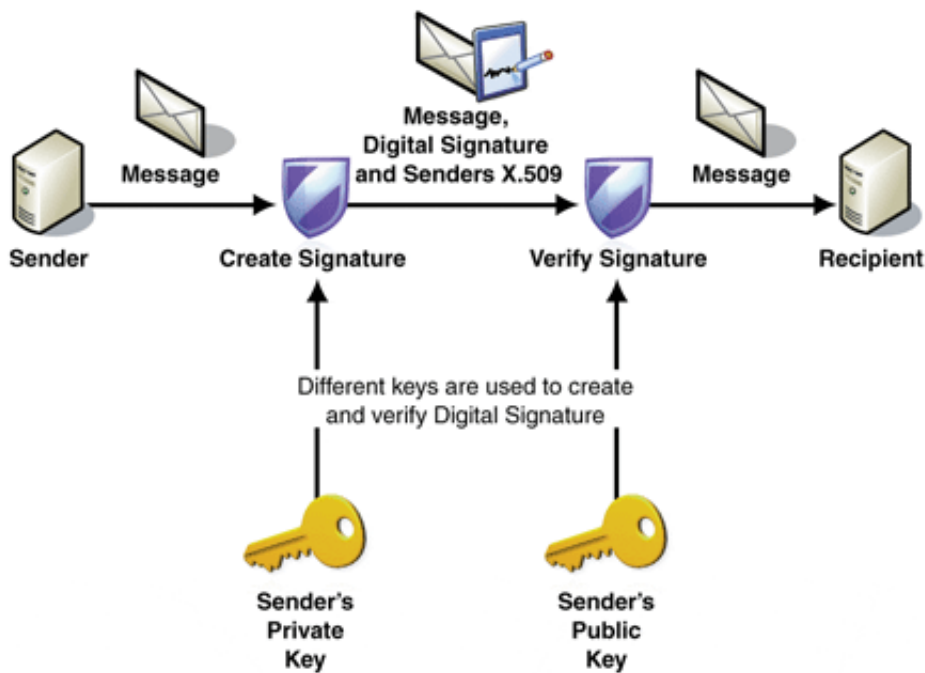 Message,
Digital Signature
and Senders X.509
Message
Message
Sender
Create Signature
Verify Signature
Recipient
Different keys are used to create
and verify Digital Signature
Sender's
Private
Key
Sender's
Public
Key